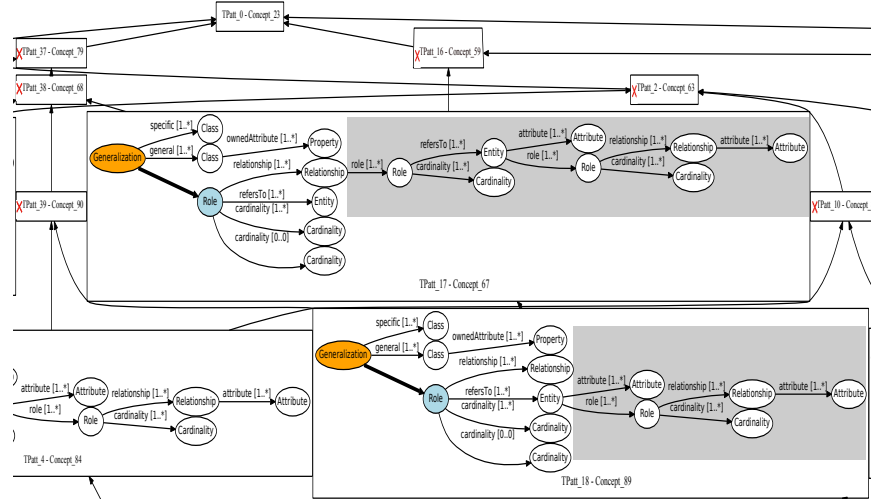 TPatt_0 - Concept_23
TPatt_37 - Concept_79
TPatt_16 - Concept_59
TPatt_38 - Concept_68
TPatt_2 - Concept_63
specific [1..*]
Class
general [1..*]
Class
ownedAttribute [1..*]
Property
Generalization
relationship [1..*]
Relationship
role [1..*]
Role
refersTo [1..*]
Entity
cardinality [1..*]
Cardinality
attribute [1..*]
Attribute
role [1..*]
Role
relationship [1..*]
Relationship
attribute [1..*]
Attribute
cardinality [1..*]
Cardinality
Role
refersTo [1..*]
Entity
cardinality [1..*]
Cardinality
cardinality [0..0]
Cardinality
TPatt_17 - Concept_67
TPatt_39 - Concept_90
TPatt_10 - Concept_
specific [1..*]
Class
general [1..*]
Class
ownedAttribute [1..*]
Property
Generalization
relationship [1..*]
Relationship
Role
refersTo [1..*]
Entity
cardinality [1..*]
Cardinality
cardinality [0..0]
Cardinality
attribute [1..*]
Attribute
role [1..*]
Role
relationship [1..*]
Relationship
attribute [1..*]
Attribute
cardinality [1..*]
Cardinality
TPatt_18 - Concept_89
attribute [1..*]
Attribute
role [1..*]
Role
relationship [1..*]
Relationship
attribute [1..*]
Attribute
cardinality [1..*]
Cardinality
TPatt_4 - Concept_84